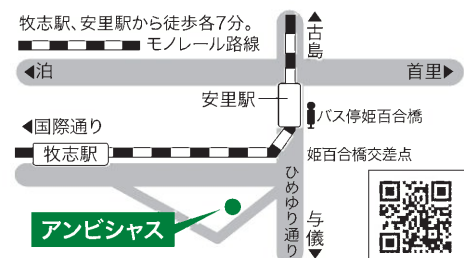 牧志駅、安里駅から徒歩各7分。
モノレール路線
▲古島
◀泊
首里▶
安里駅
バス停姫百合橋
◀国際通り
牧志駅
姫百合橋交差点
ひめゆり通り
与儀▼
アンビシャス